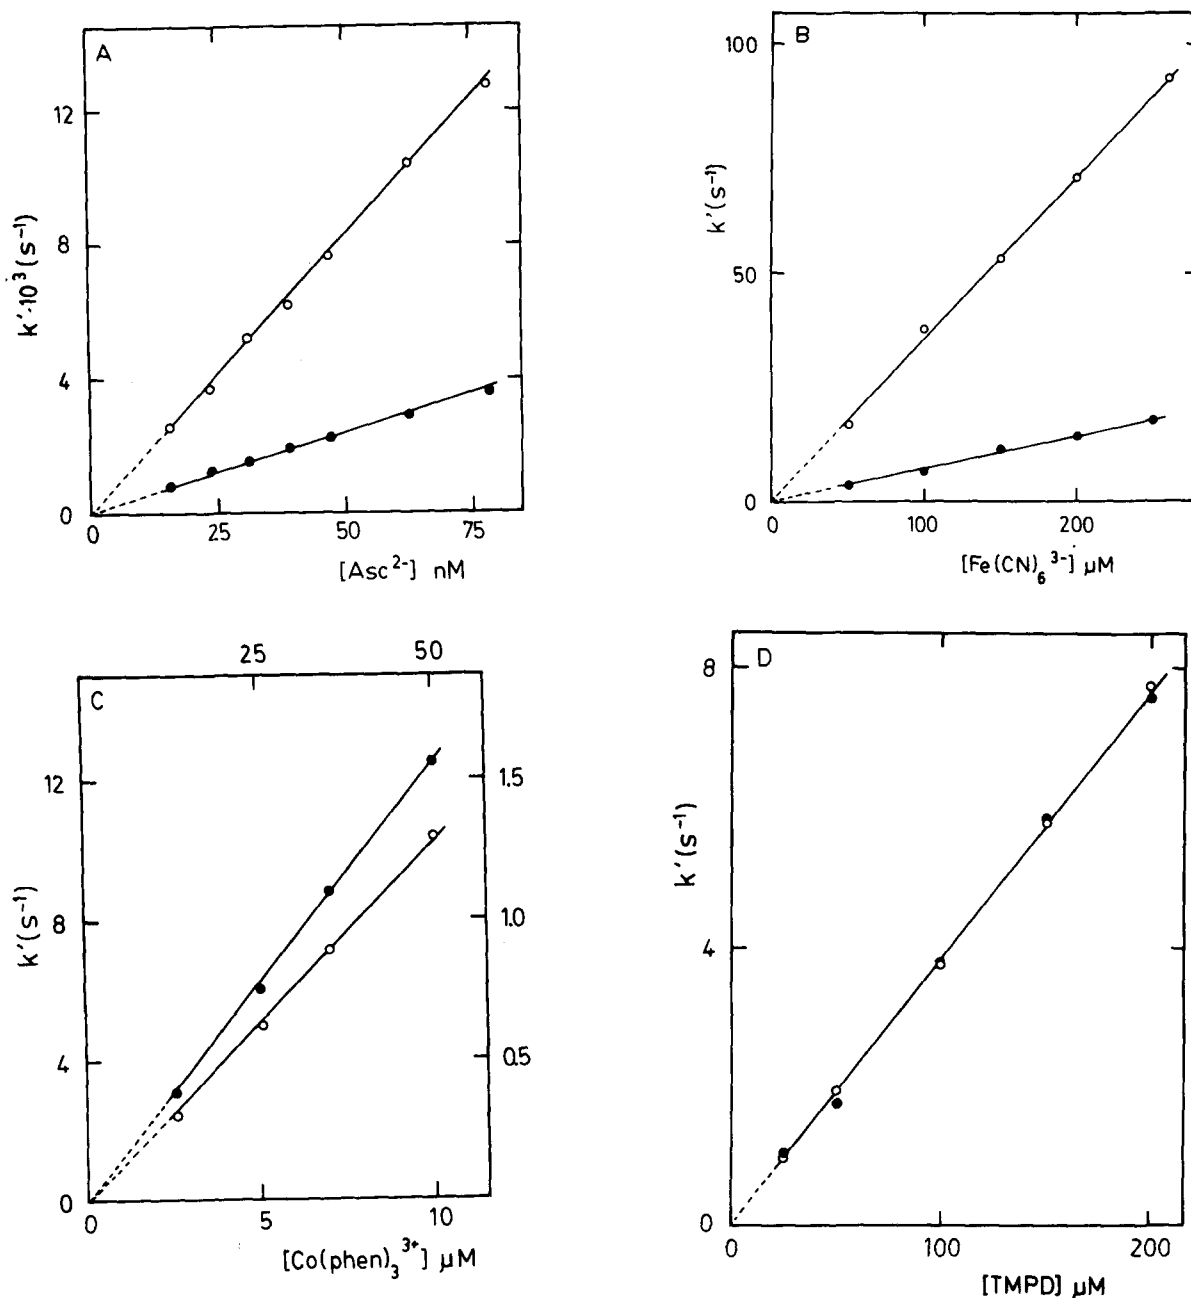 A
12
8
4
0
k'·10³ (s⁻¹)
0 25 50 75
[Asc²⁻] nM
B
100
50
0
k' (s⁻¹)
0 100 200
[Fe(CN)₆³⁻] μM
25 50
C
12
8
4
0
1.5
1.0
0.5
k' (s⁻¹)
0 5 10
[Co(phen)₃³⁺] μM
D
8
4
0
k' (s⁻¹)
0 100 200
[TMPD] μM